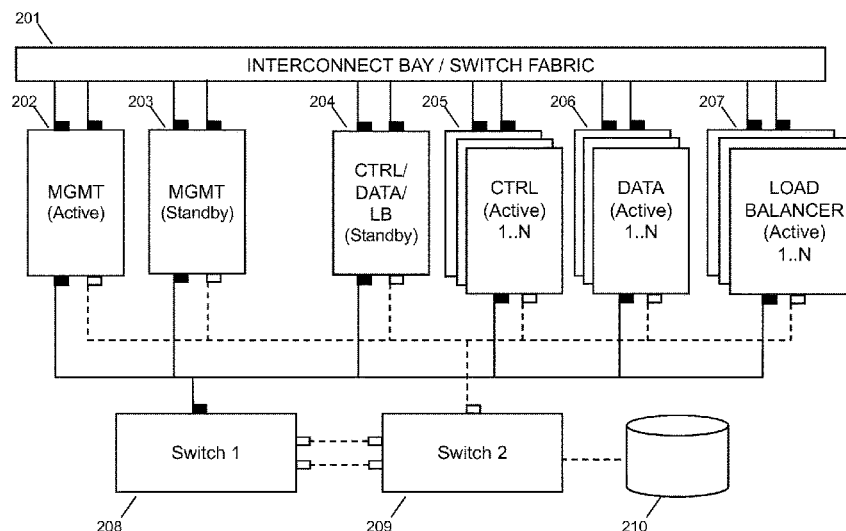 201
INTERCONNECT BAY / SWITCH FABRIC
202
203
204
205
206
207
MGMT
(Active)
MGMT
(Standby)
CTRL/
DATA/
LB
(Standby)
CTRL
(Active)
1..N
DATA
(Active)
1..N
LOAD
BALANCER
(Active)
1..N
Switch 1
Switch 2
208
209
210